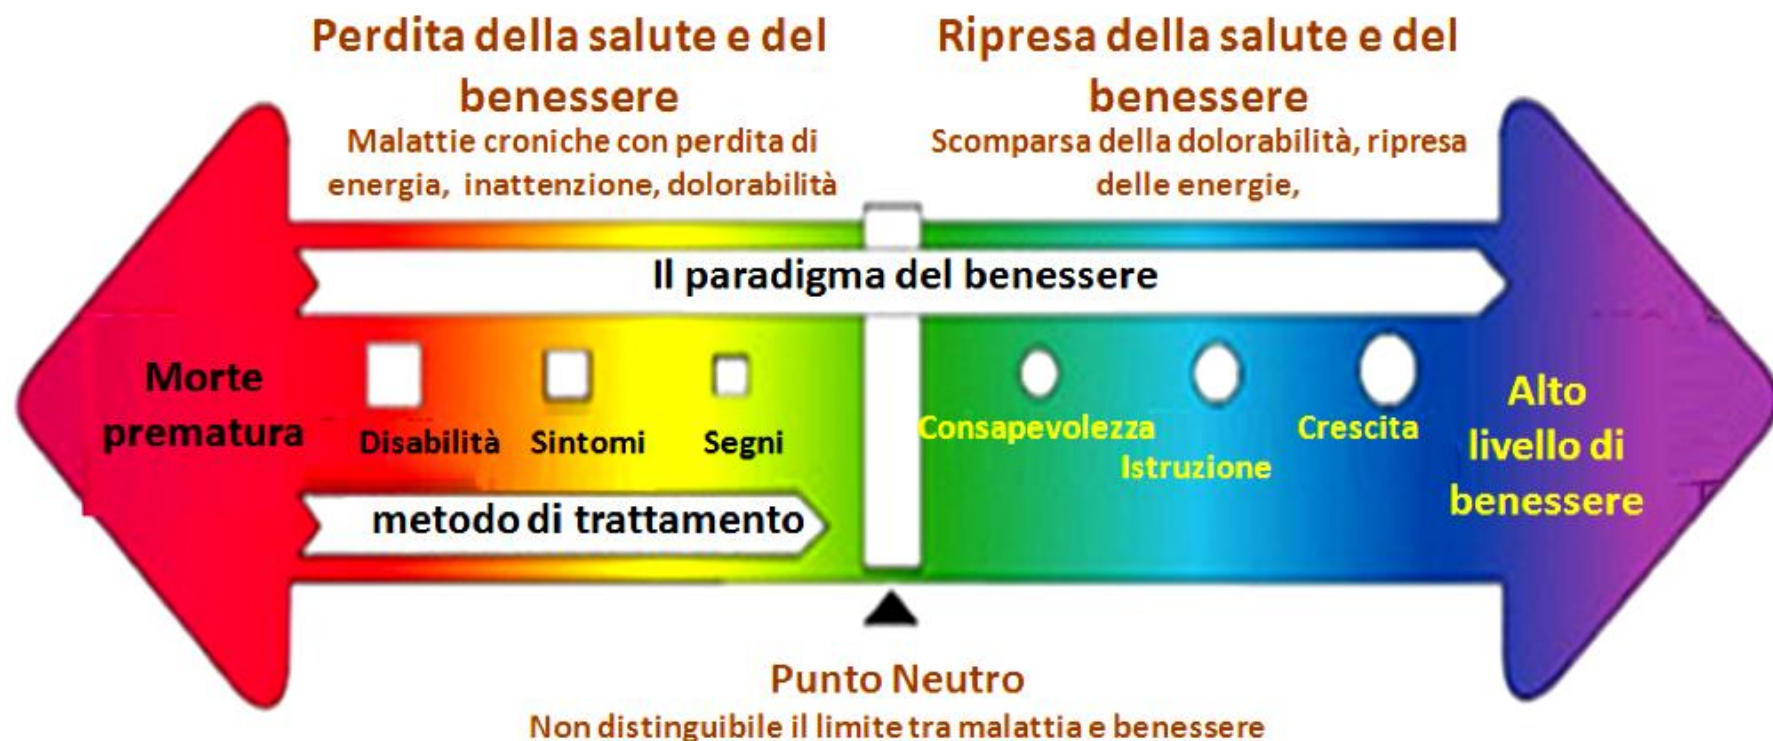 Perdita della salute e del
benessere
Malattie croniche con perdita di
energia, inattenzione, dolorabilità
Ripresa della salute e del
benessere
Scomparsa della dolorabilità, ripresa
delle energie,
Il paradigma del benessere
Morte
prematura
Disabilità
Sintomi
Segni
Consapevolezza
Istruzione
Crescita
Alto
livello di
benessere
metodo di trattamento
Punto Neutro
Non distinguibile il limite tra malattia e benessere